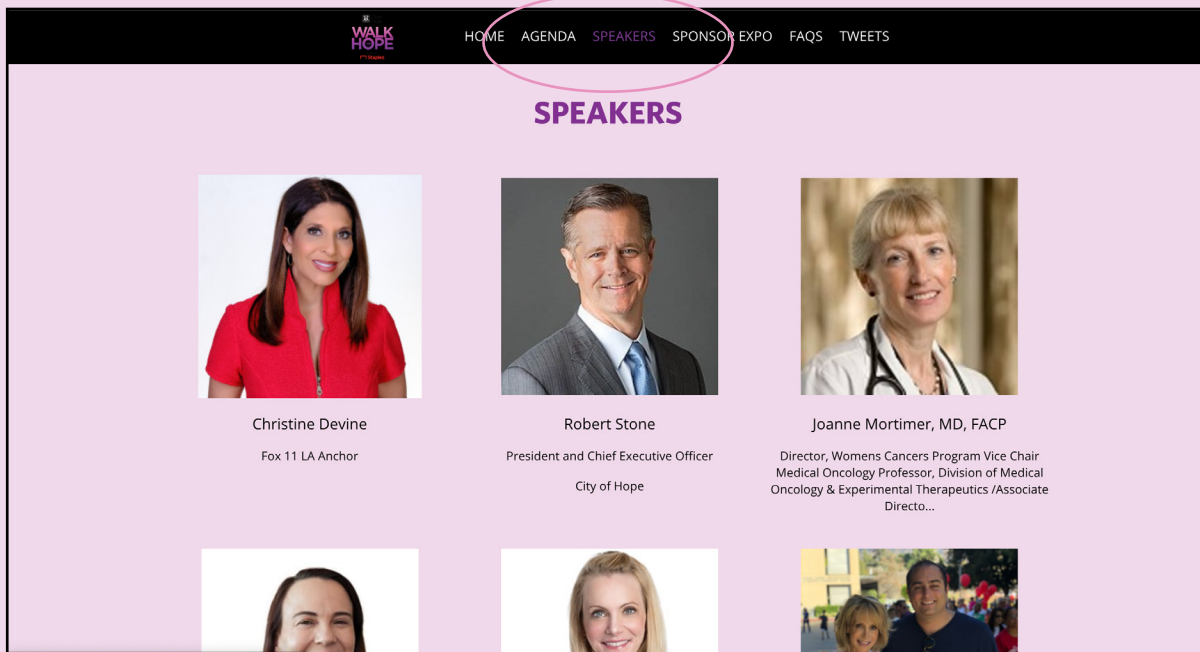 WALK
HOPE
Staples
HOME AGENDA SPEAKERS SPONSOR EXPO FAQS TWEETS
SPEAKERS
Christine Devine
Fox 11 LA Anchor
Robert Stone
President and Chief Executive Officer
City of Hope
Joanne Mortimer, MD, FACP
Director, Womens Cancers Program Vice Chair
Medical Oncology Professor, Division of Medical
Oncology & Experimental Therapeutics /Associate
Directo...